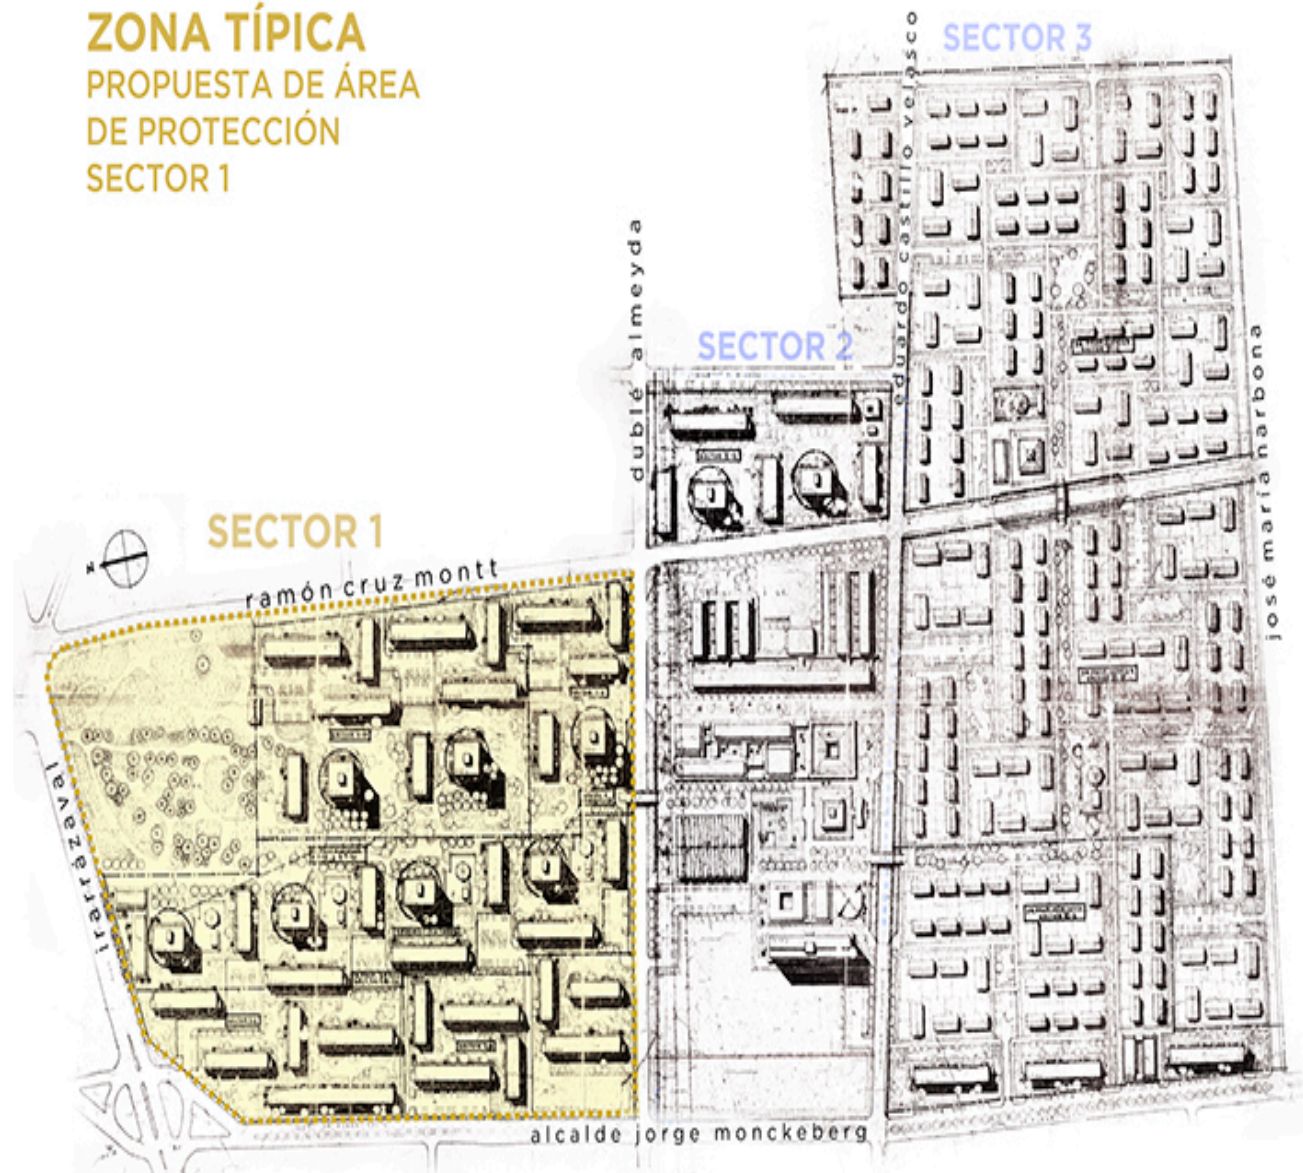 ZONA TÍPICA
PROPUESTA DE ÁREA
DE PROTECCIÓN
SECTOR 1
SECTOR 3
eduardo castillo velasco
dublé almeyda
SECTOR 2
josé maría narbona
SECTOR 1
N
ramón cruz montt
irarrázaval
alcalde jorge monckeberg